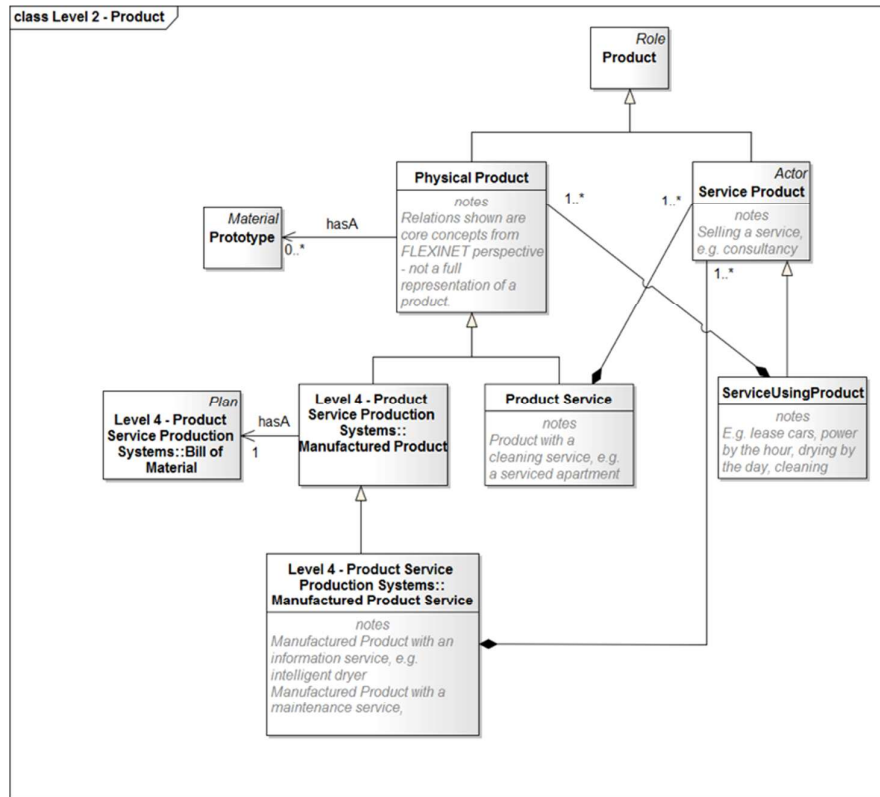 class Level 2 - Product
Role
Product
Physical Product
notes
Relations shown are
core concepts from
FLEXINET perspective
- not a full
representation of a
product.
1..*
1..*
Actor
Service Product
notes
Selling a service,
e.g. consultancy
1..*
Material
Prototype
hasA
0..*
Plan
Level 4 - Product
Service Production
Systems::Bill of
Material
hasA
1
Level 4 - Product
Service Production
Systems::
Manufactured Product
Product Service
notes
Product with a
cleaning service, e.g.
a serviced apartment
ServiceUsingProduct
notes
E.g. lease cars, power
by the hour, drying by
the day, cleaning
Level 4 - Product Service
Production Systems::
Manufactured Product Service
notes
Manufactured Product with an
information service, e.g.
intelligent dryer
Manufactured Product with a
maintenance service,